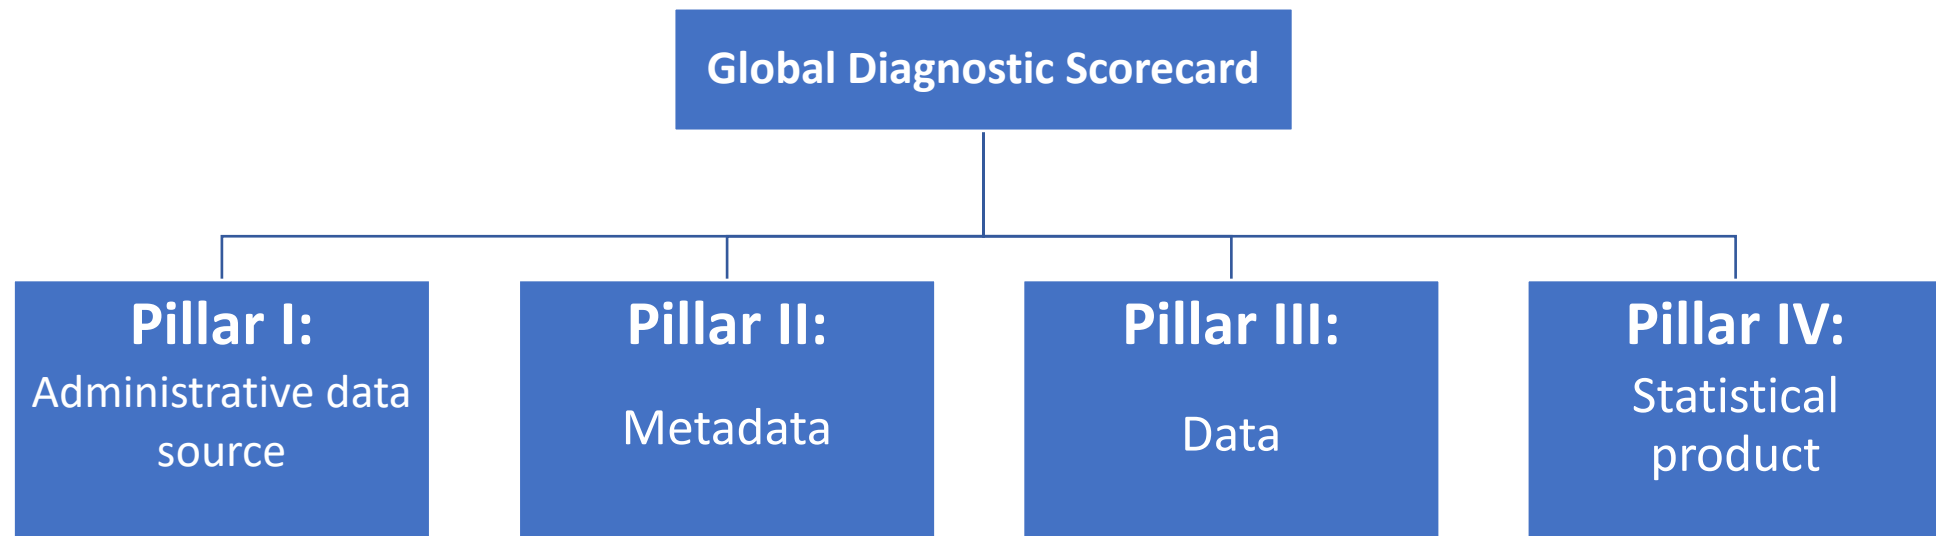 Global Diagnostic Scorecard
Pillar I:
Administrative data
source
Pillar II:
Metadata
Pillar III:
Data
Pillar IV:
Statistical
product